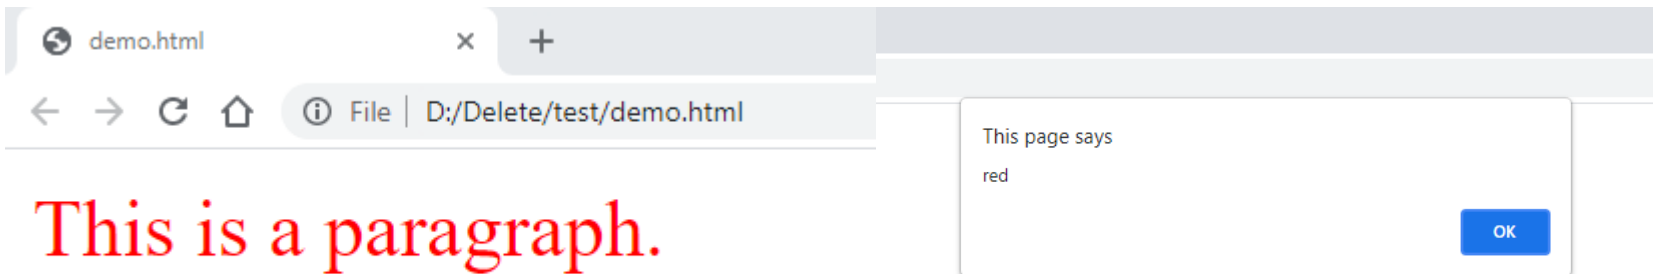 demo.html
File D:/Delete/test/demo.html
This is a paragraph.
This page says
red
OK